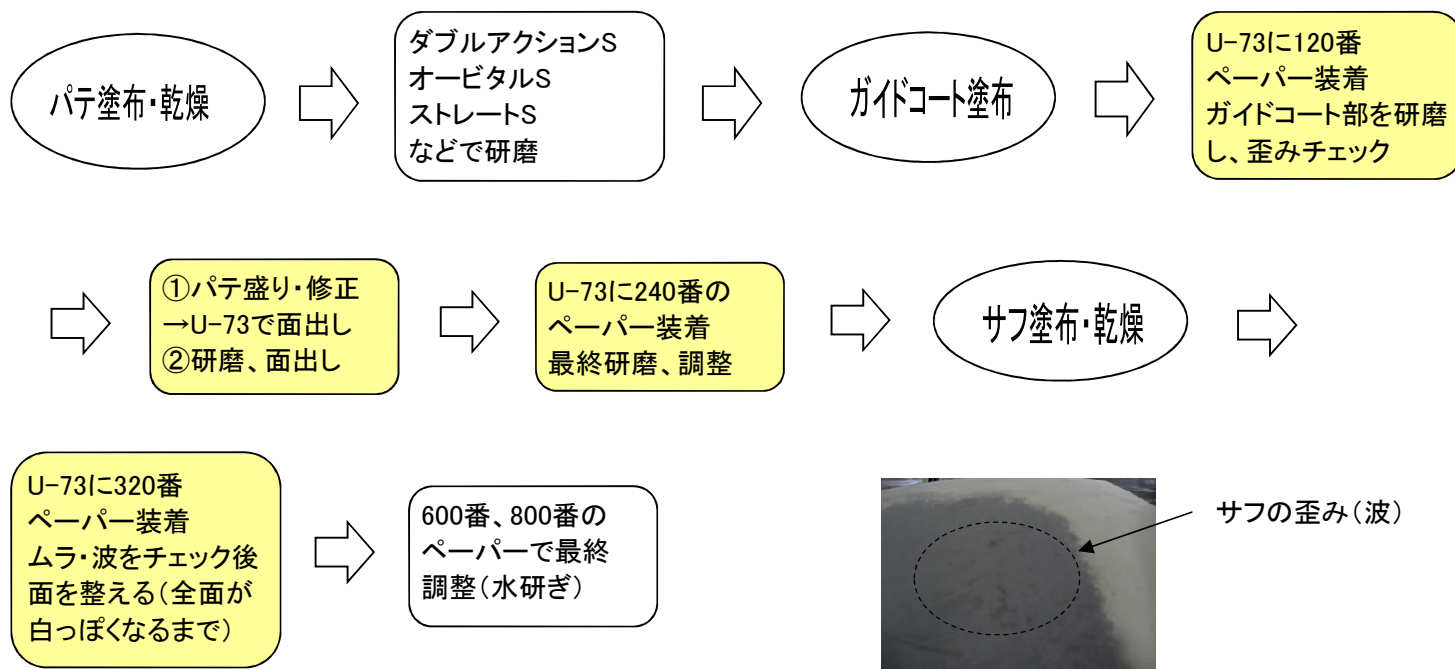 パテ塗布・乾燥
ダブルアクションS
オービタルS
ストレートS
などで研磨
ガイドコート塗布
U-73に120番
ペーパー装着
ガイドコート部を研磨
し、歪みチェック
①パテ盛り・修正
→U-73で面出し
②研磨、面出し
U-73に240番の
ペーパー装着
最終研磨、調整
サフ塗布・乾燥
U-73に320番
ペーパー装着
ムラ・波をチェック後
面を整える(全面が
白っぽくなるまで)
600番、800番の
ペーパーで最終
調整(水研ぎ)
サフの歪み(波)